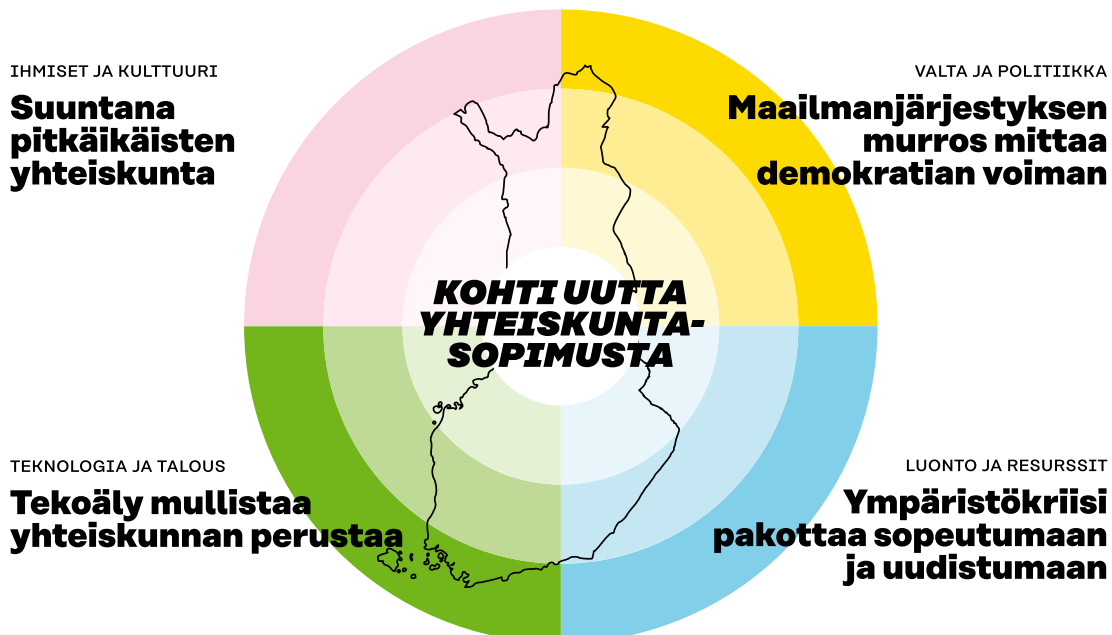 IHMISET JA KULTTUURI
Suuntana
pitkäikäisten
yhteiskunta
VALTA JA POLITIIKKA
Maailmanjärjestyksen
murros mittaa
demokratian voiman
KOHTI UUTTA
YHTEISKUNTA-
SOPIMUSTA
TEKNOLOGIA JA TALOUS
Tekoäly mullistaa
yhteiskunnan perustaa
LUONTO JA RESURSSIT
Ympäristökriisi
pakottaa sopeutumaan
ja uudistumaan